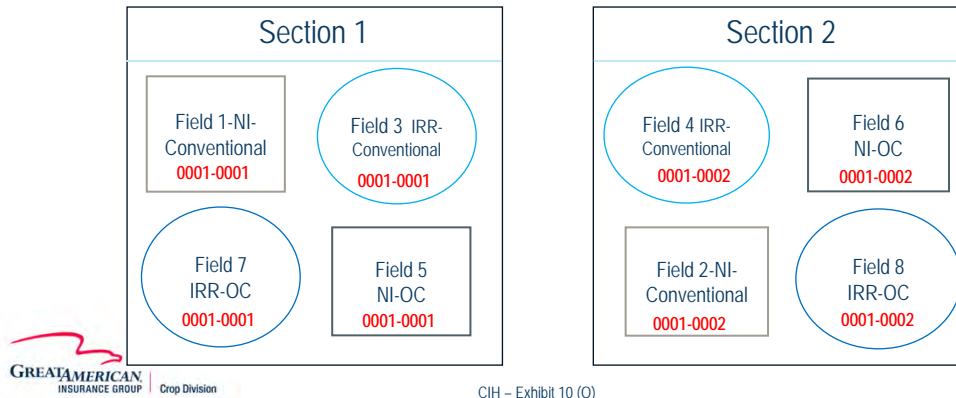 Section 1
Field 1-NI-
Conventional
0001-0001
Field 3 IRR-
Conventional
0001-0001
Field 7
IRR-OC
0001-0001
Field 5
NI-OC
0001-0001
Section 2
Field 4 IRR-
Conventional
0001-0002
Field 6
NI-OC
0001-0002
Field 2-NI-
Conventional
0001-0002
Field 8
IRR-OC
0001-0002
GREATAMERICAN.
INSURANCE GROUP Crop Division
CIH – Exhibit 10 (O)